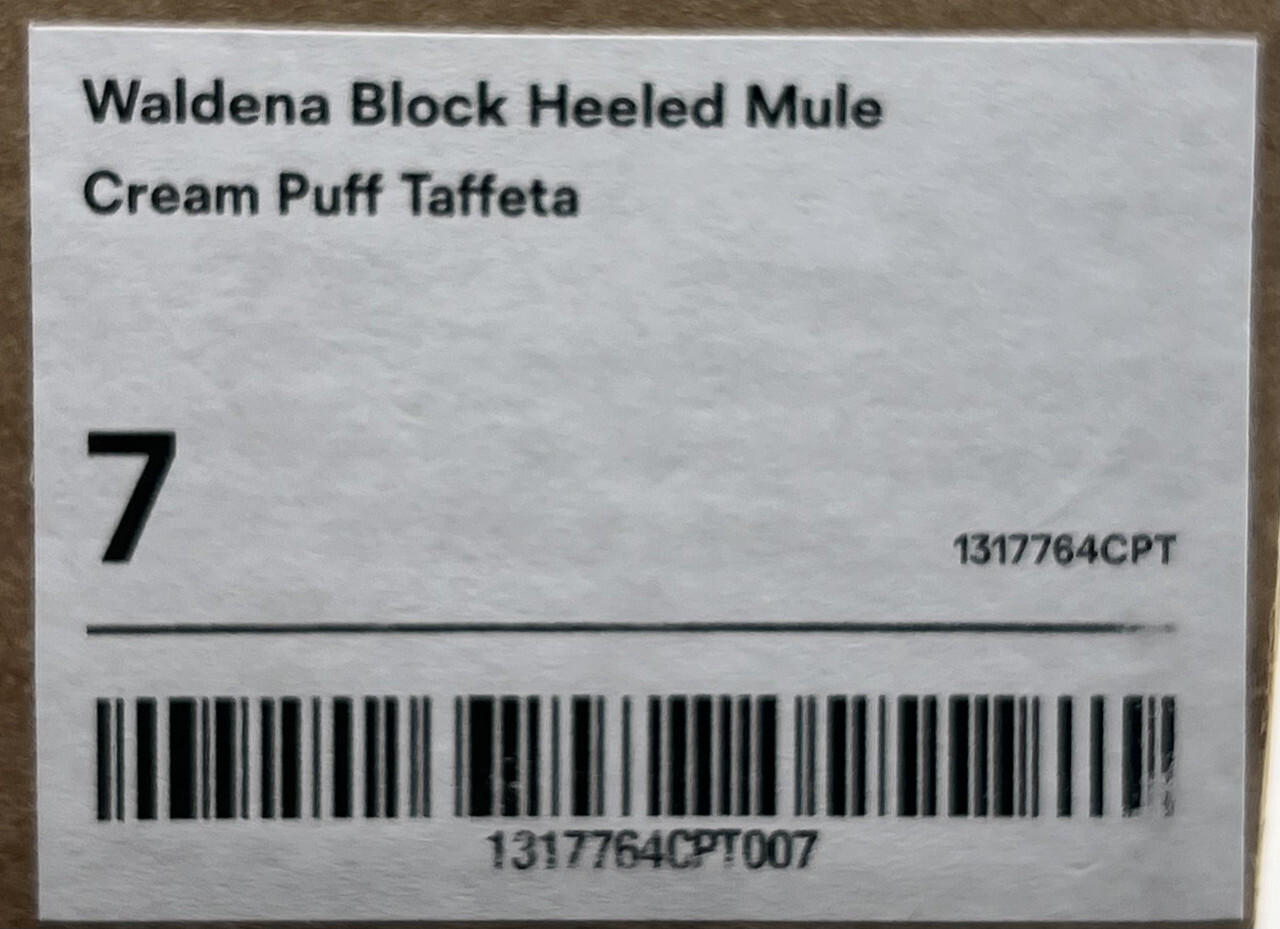 Waldena Block Heeled Mule
Cream Puff Taffeta
7
1317764CPT
1317764CPT007